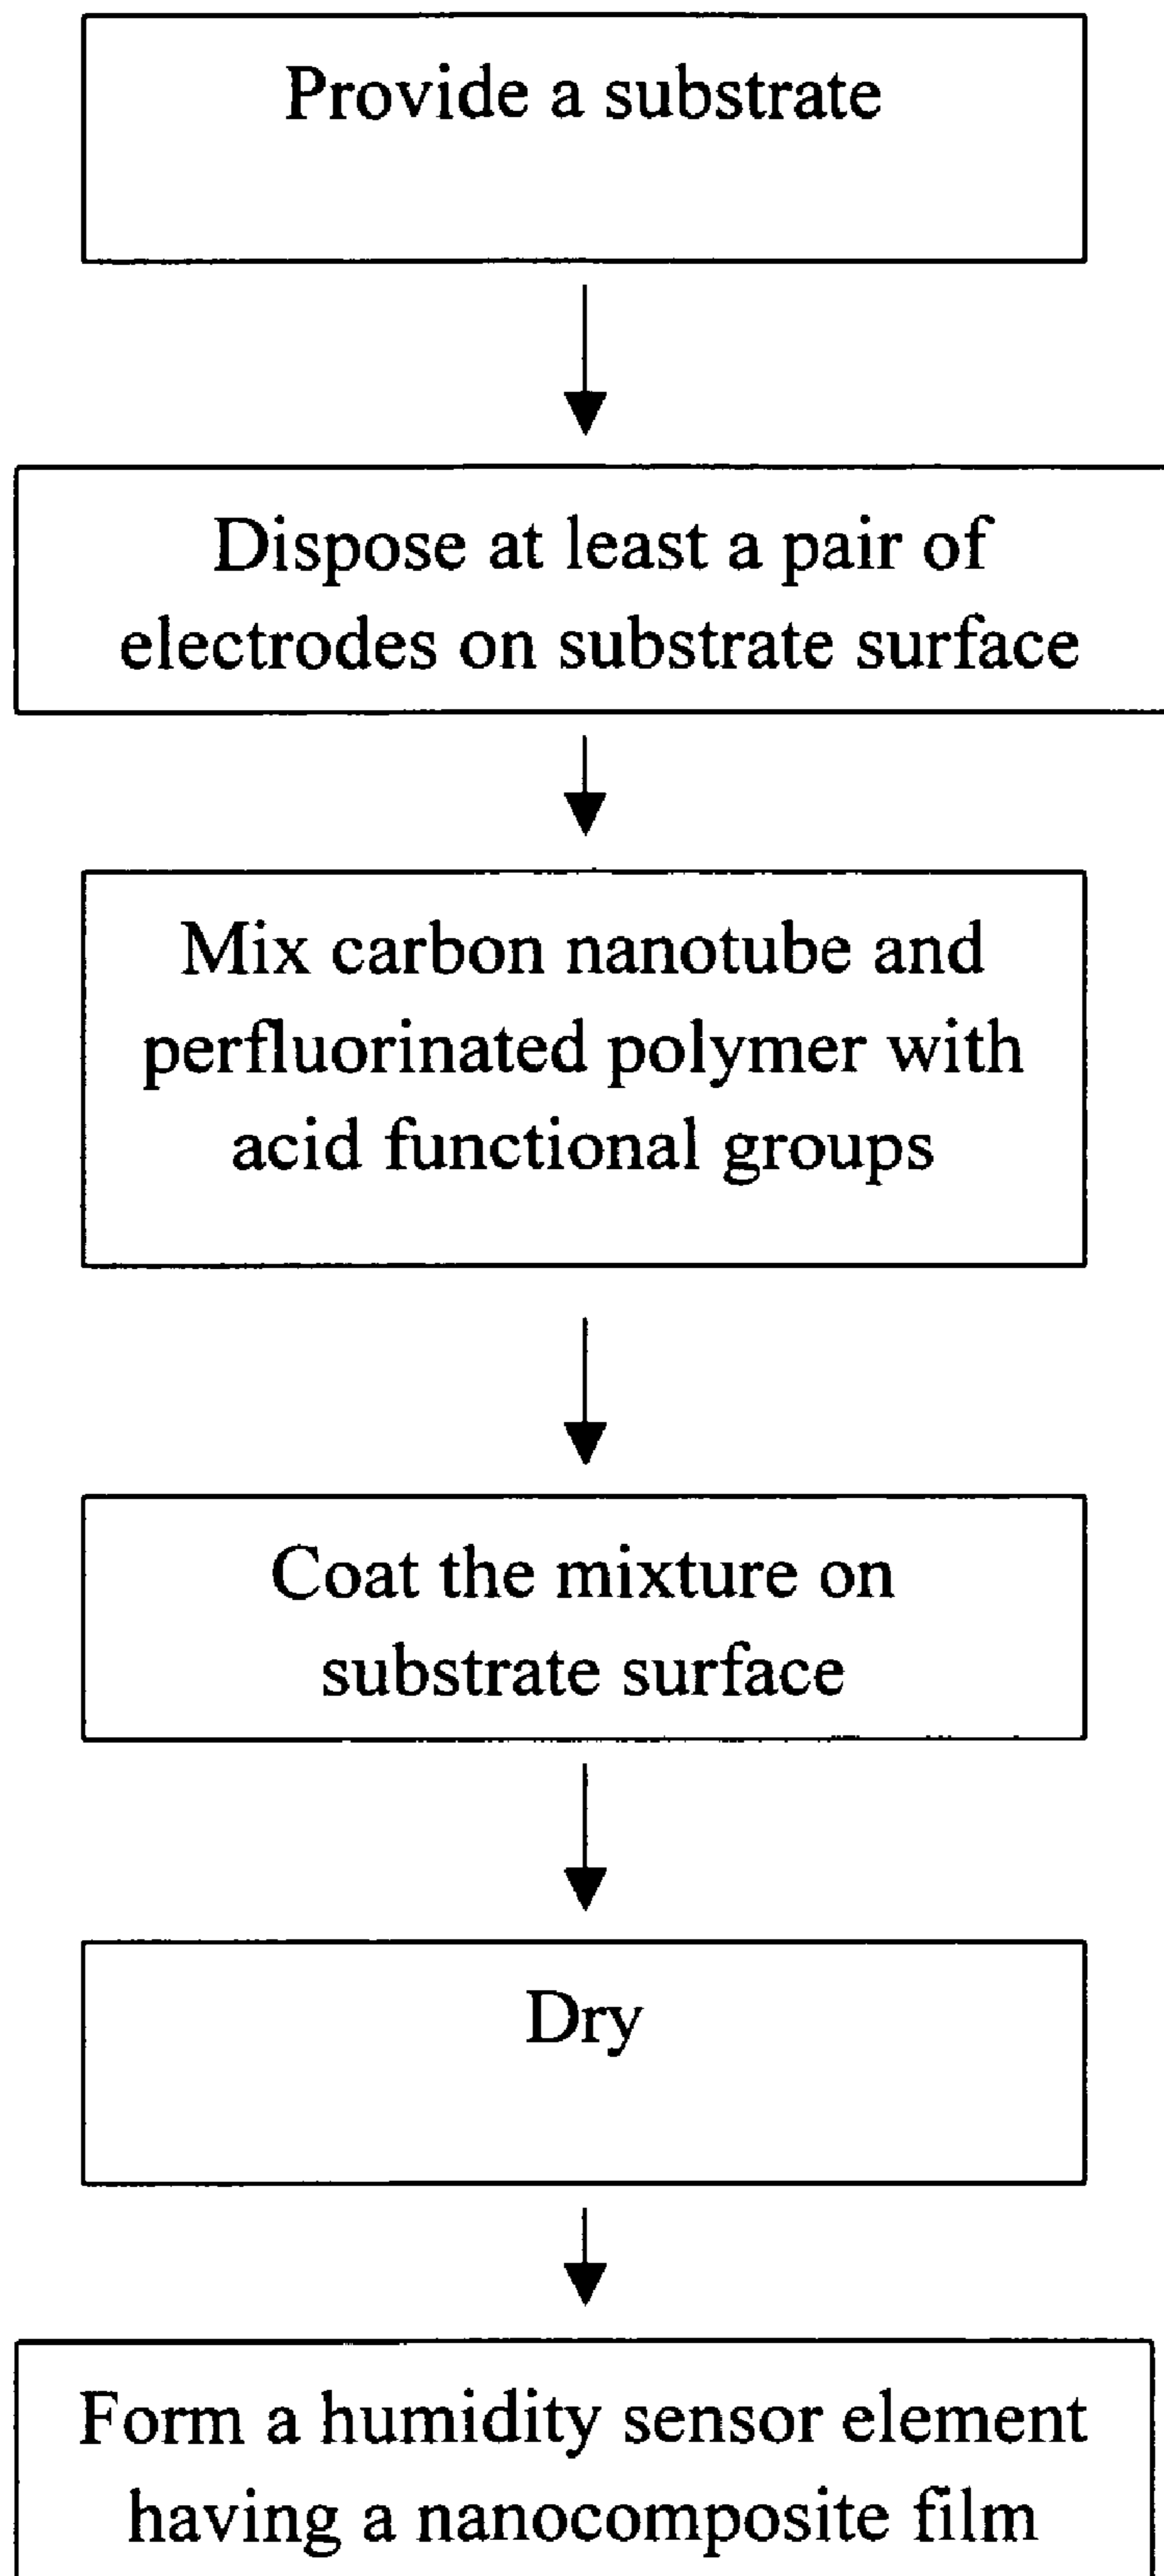 Provide a substrate
Dispose at least a pair of
electrodes on substrate surface
Mix carbon nanotube and
perfluorinated polymer with
acid functional groups
Coat the mixture on
substrate surface
Dry
Form a humidity sensor element
having a nanocomposite film